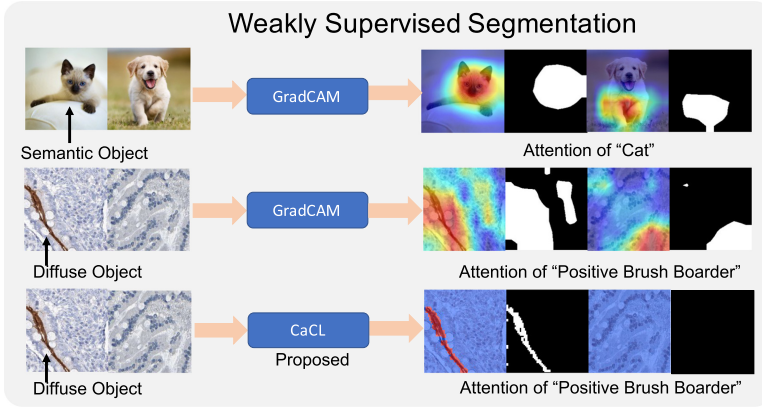 Weakly Supervised Segmentation
GradCAM
Semantic Object
Attention of “Cat”
GradCAM
Diffuse Object
Attention of “Positive Brush Boarder”
CaCL
Proposed
Diffuse Object
Attention of “Positive Brush Boarder”